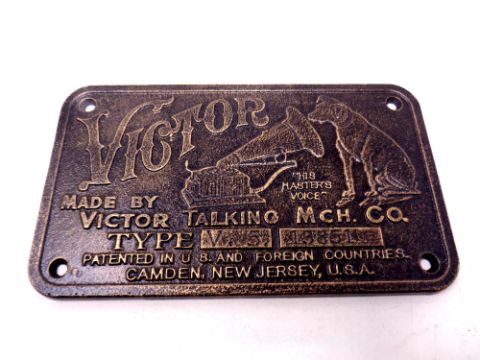 VICTOR
"HIS
MASTER'S
VOICE"
MADE BY
VICTOR TALKING MCH. CO.
TYPE
PATENTED IN U.S. AND FOREIGN COUNTRIES.
CAMDEN, NEW JERSEY, U.S.A.